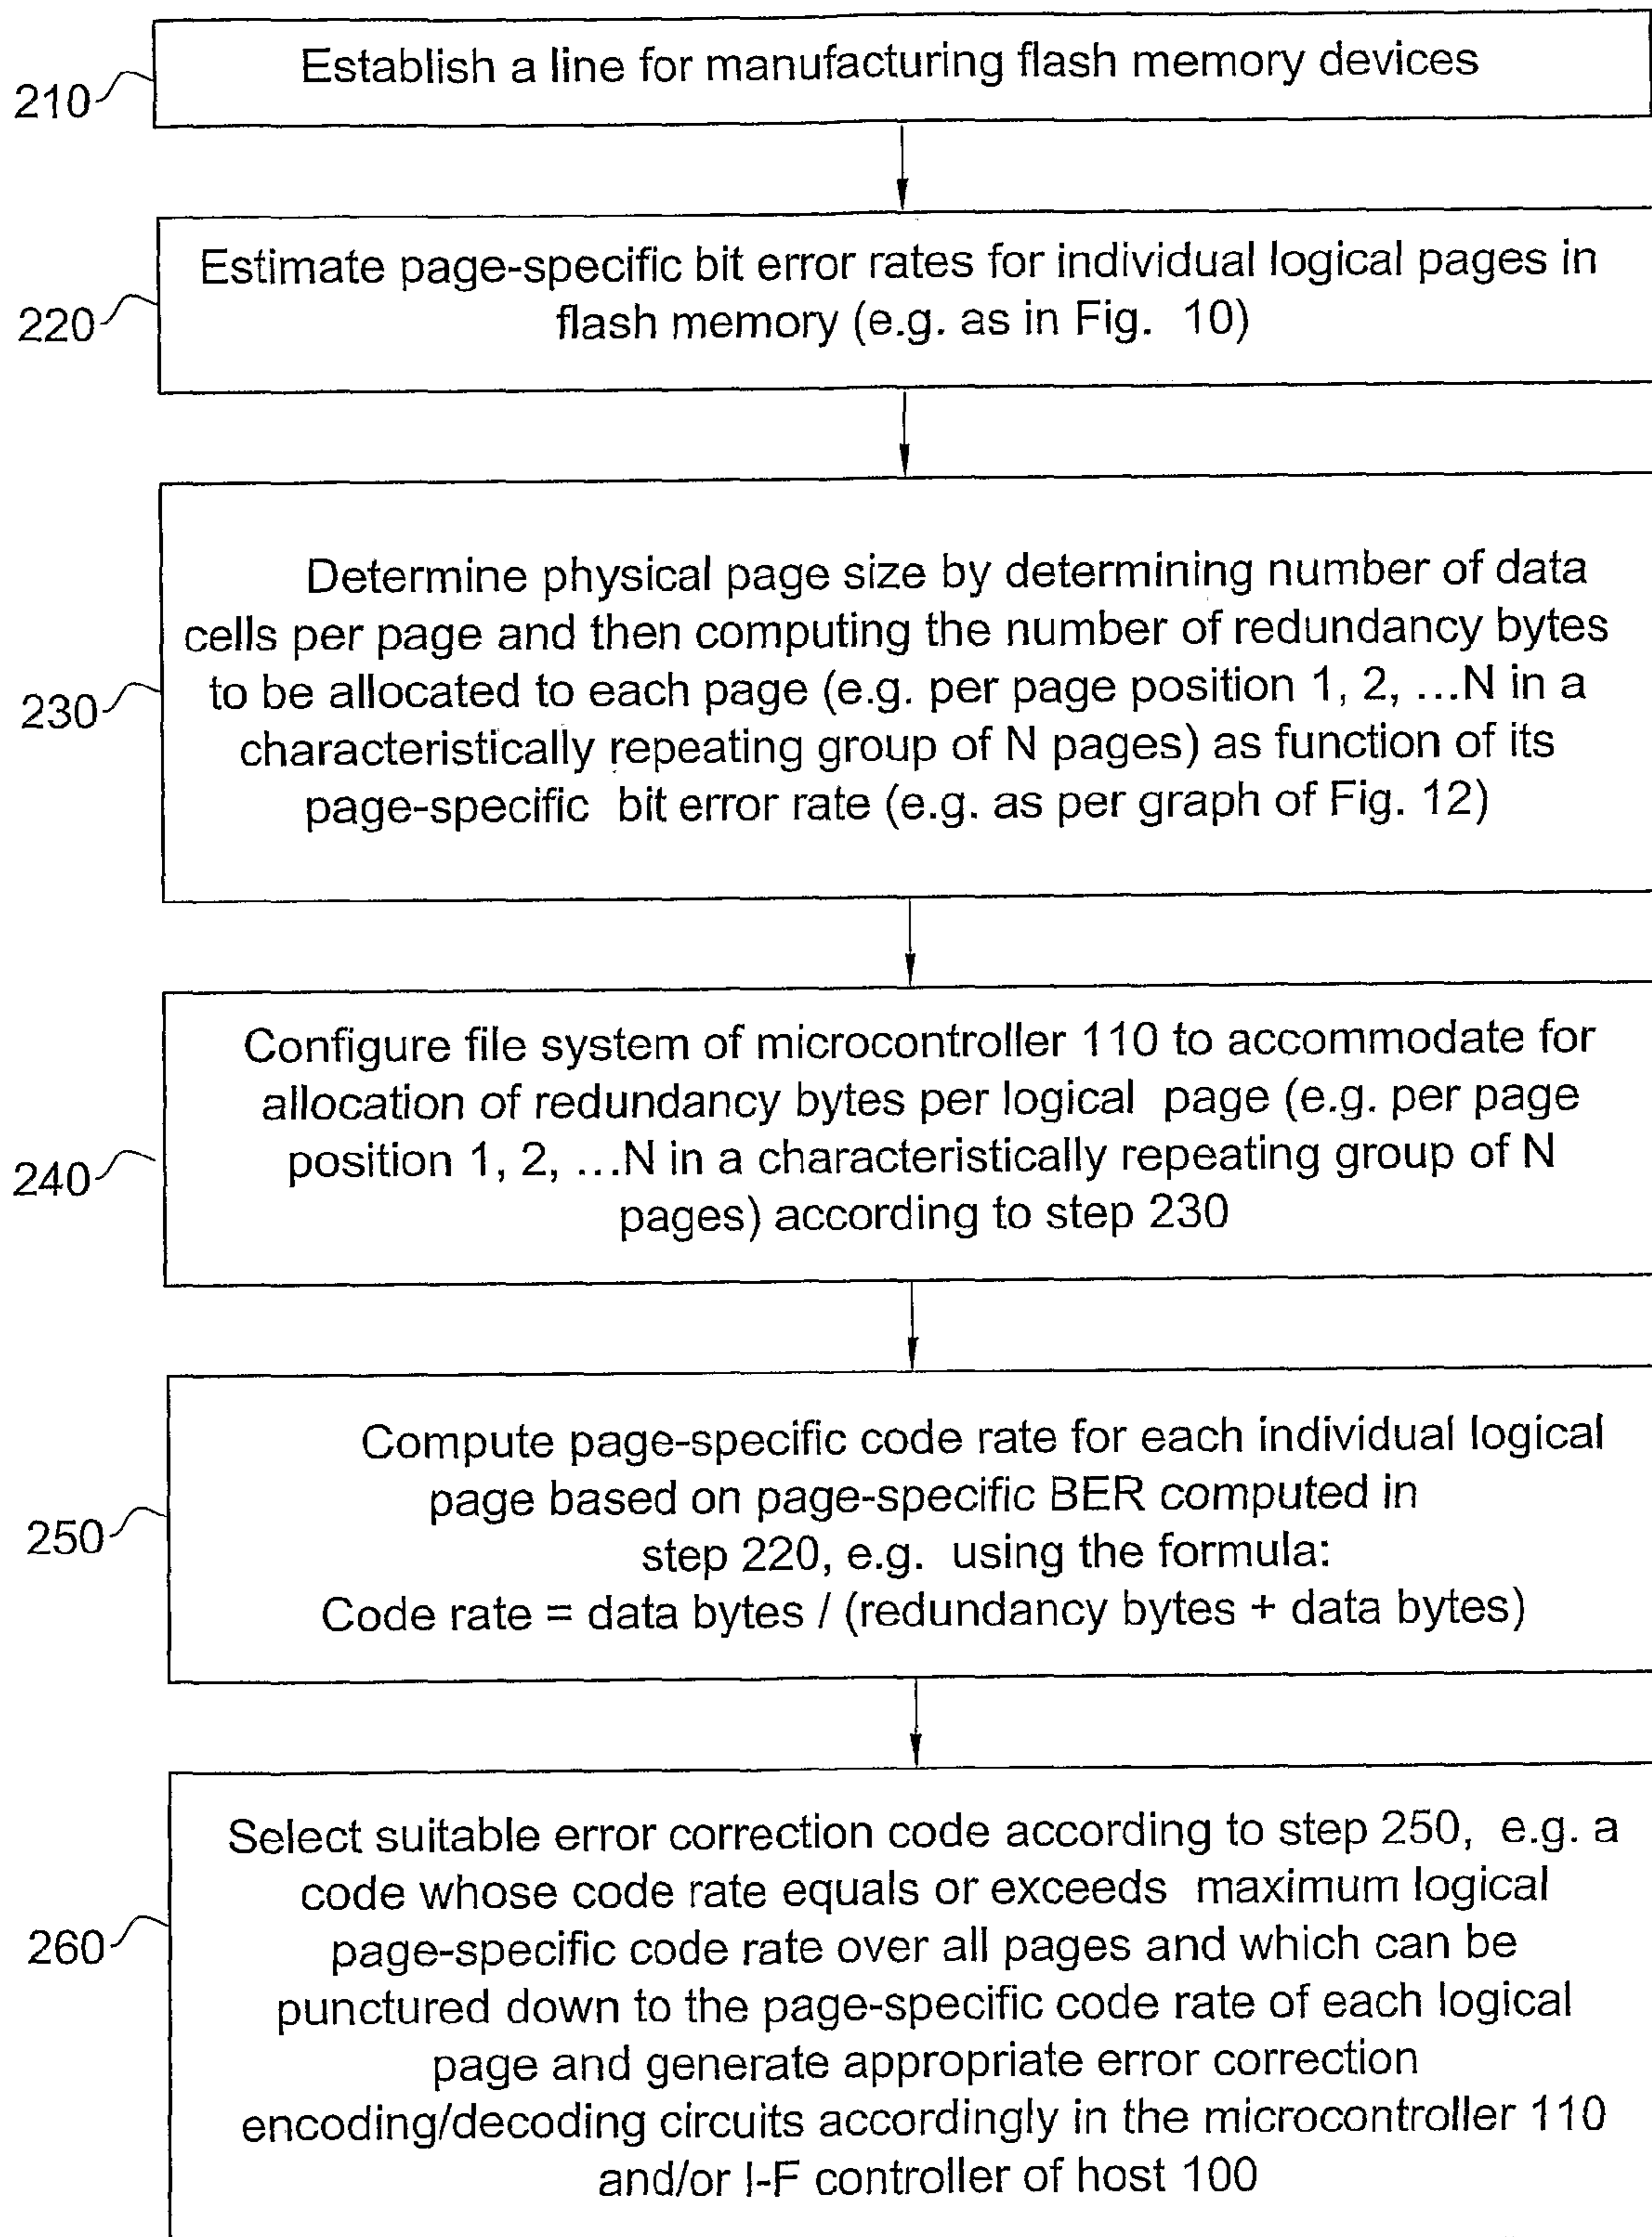 Establish a line for manufacturing flash memory devices
210
Estimate page-specific bit error rates for individual logical pages in
flash memory (e.g. as in Fig. 10)
220
Determine physical page size by determining number of data
cells per page and then computing the number of redundancy bytes
to be allocated to each page (e.g. per page position 1, 2, ...N in a
characteristically repeating group of N pages) as function of its
page-specific bit error rate (e.g. as per graph of Fig. 12)
230
Configure file system of microcontroller 110 to accommodate for
allocation of redundancy bytes per logical page (e.g. per page
position 1, 2, ...N in a characteristically repeating group of N
pages) according to step 230
240
Compute page-specific code rate for each individual logical
page based on page-specific BER computed in
step 220, e.g. using the formula:
Code rate = data bytes / (redundancy bytes + data bytes)
250
Select suitable error correction code according to step 250, e.g. a
code whose code rate equals or exceeds maximum logical
page-specific code rate over all pages and which can be
punctured down to the page-specific code rate of each logical
page and generate appropriate error correction
encoding/decoding circuits accordingly in the microcontroller 110
and/or I-F controller of host 100
260